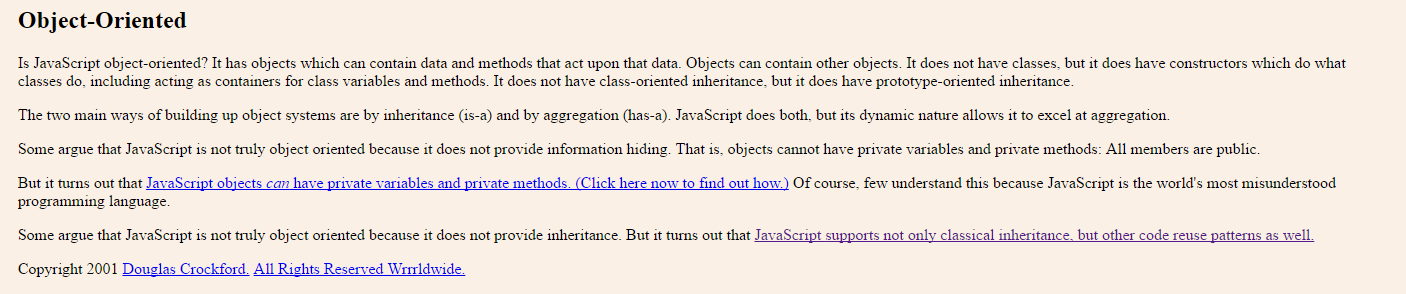 Object-Oriented
Is JavaScript object-oriented? It has objects which can contain data and methods that act upon that data. Objects can contain other objects. It does not have classes, but it does have constructors which do what
classes do, including acting as containers for class variables and methods. It does not have class-oriented inheritance, but it does have prototype-oriented inheritance.
The two main ways of building up object systems are by inheritance (is-a) and by aggregation (has-a). JavaScript does both, but its dynamic nature allows it to excel at aggregation.
Some argue that JavaScript is not truly object oriented because it does not provide information hiding. That is, objects cannot have private variables and private methods: All members are public.
But it turns out that JavaScript objects can have private variables and private methods. (Click here now to find out how.) Of course, few understand this because JavaScript is the world's most misunderstood
programming language.
Some argue that JavaScript is not truly object oriented because it does not provide inheritance. But it turns out that JavaScript supports not only classical inheritance, but other code reuse patterns as well.
Copyright 2001 Douglas Crockford. All Rights Reserved Wrrrldwide.